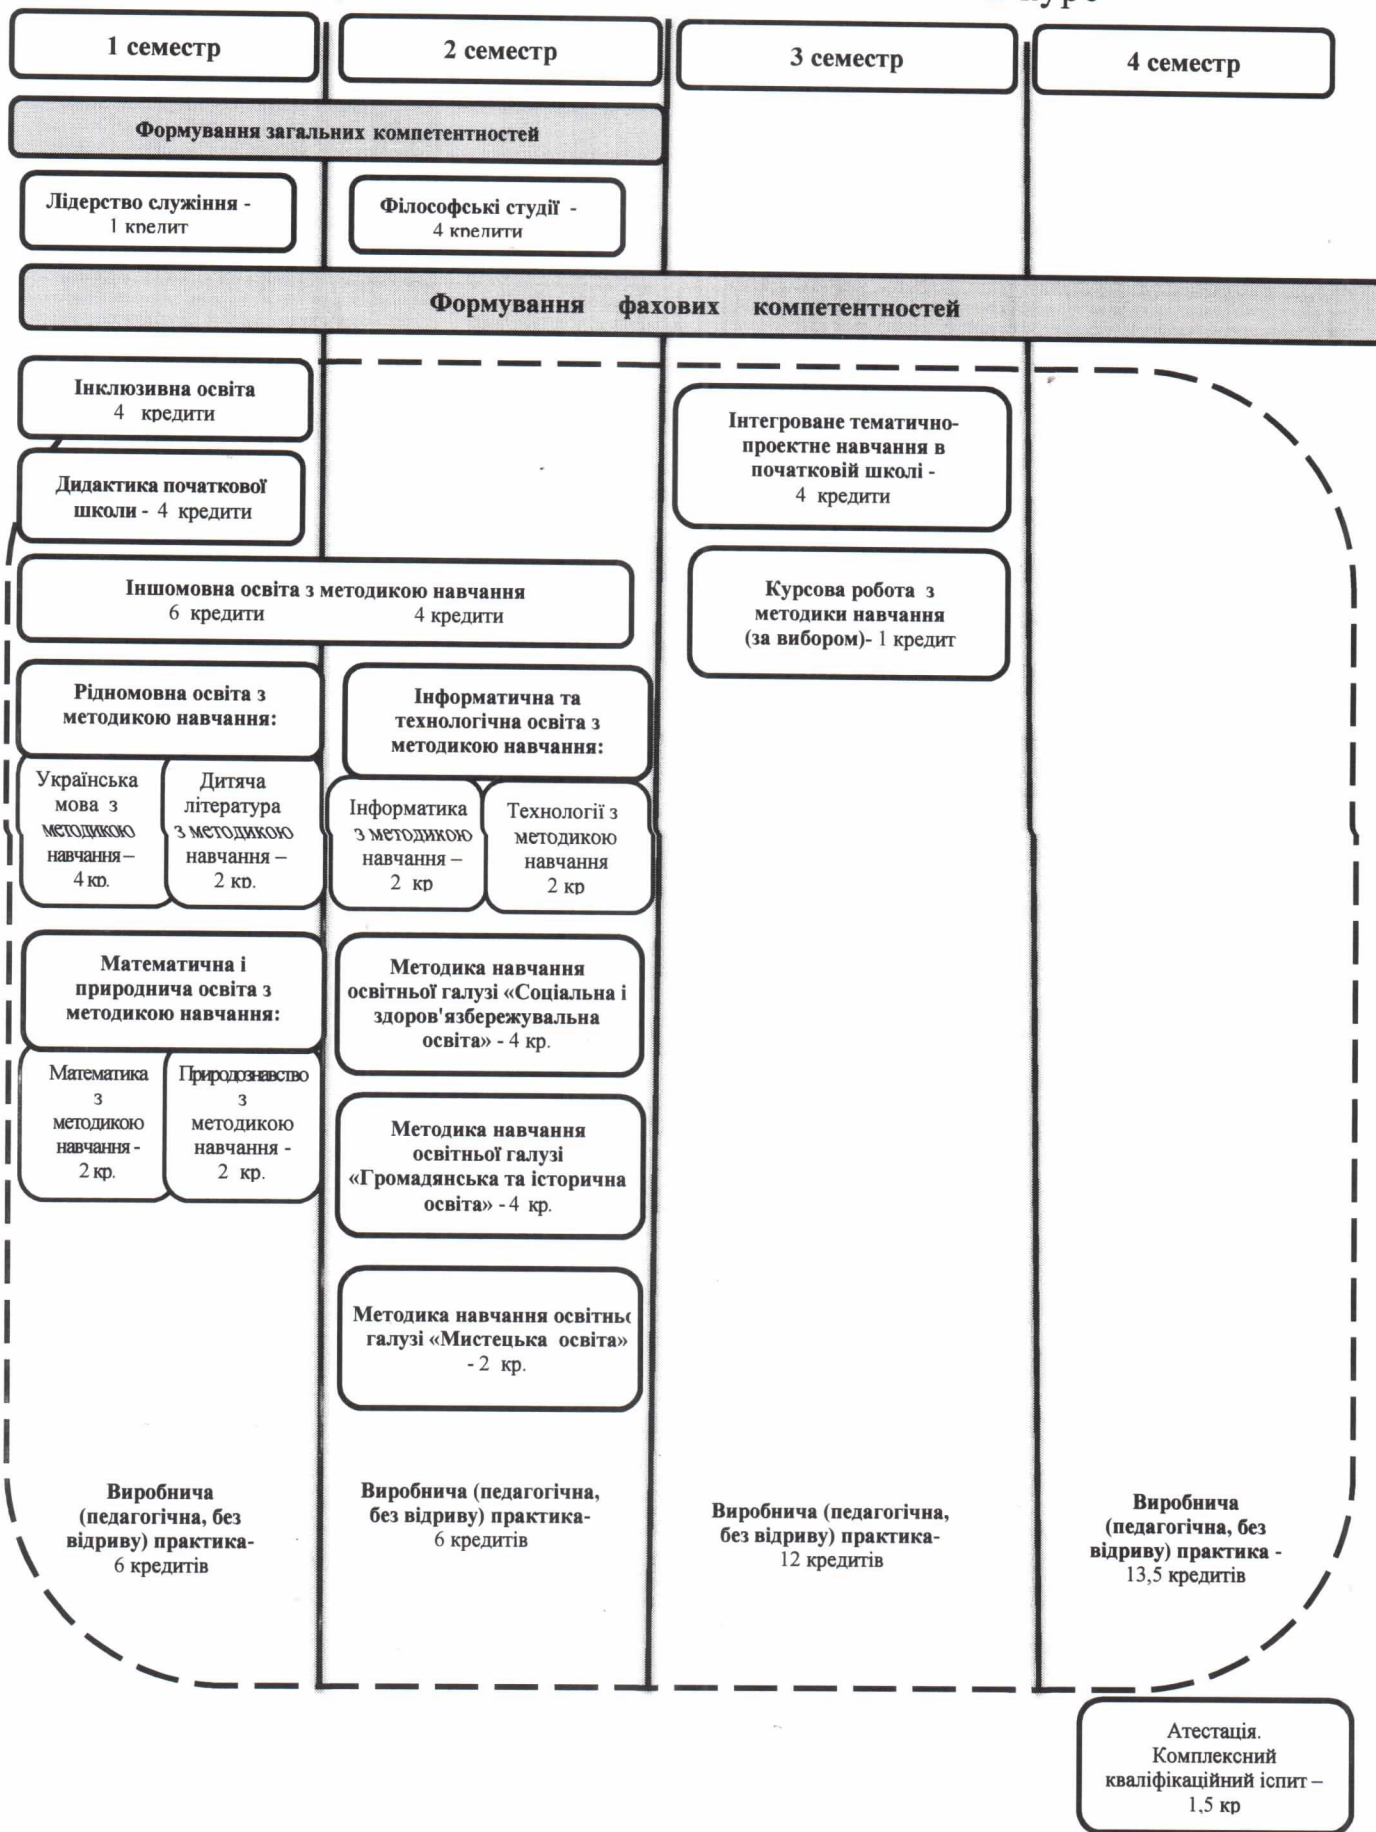 1 семестр
2 семестр
3 семестр
4 семестр
Формування загальних компетентностей
Лідерство служіння -
1 кредит
Філософські студії -
4 кредити
Формування фахових компетентностей
Інклюзивна освіта
4 кредити
Дидактика початкової
школи - 4 кредити
Іншомовна освіта з методикою навчання
6 кредити 4 кредити
Рідномовна освіта з
методикою навчання:
Українська
мова з
методикою
навчання –
4 кр.
Дитяча
література
з методикою
навчання –
2 кр.
Математична і
природнича освіта з
методикою навчання:
Математика
з
методикою
навчання -
2 кр.
Природознавство
з
методикою
навчання -
2 кр.
Інформатична та
технологічна освіта з
методикою навчання:
Інформатика
з методикою
навчання –
2 кр
Технології з
методикою
навчання
2 кр
Методика навчання
освітньої галузі «Соціальна і
здоров'язбережувальна
освіта» - 4 кр.
Методика навчання
освітньої галузі
«Громадянська та історична
освіта» - 4 кр.
Методика навчання освітньо
галузі «Мистецька освіта»
- 2 кр.
Інтегроване тематично-
проектне навчання в
початковій школі -
4 кредити
Курсова робота з
методики навчання
(за вибором)- 1 кредит
Виробнича
(педагогічна, без
відриву) практика-
6 кредитів
Виробнича (педагогічна,
без відриву) практика-
6 кредитів
Виробнича (педагогічна,
без відриву) практика-
12 кредитів
Виробнича
(педагогічна, без
відриву) практика -
13,5 кредитів
Атестація.
Комплексний
кваліфікаційний іспит –
1,5 кр